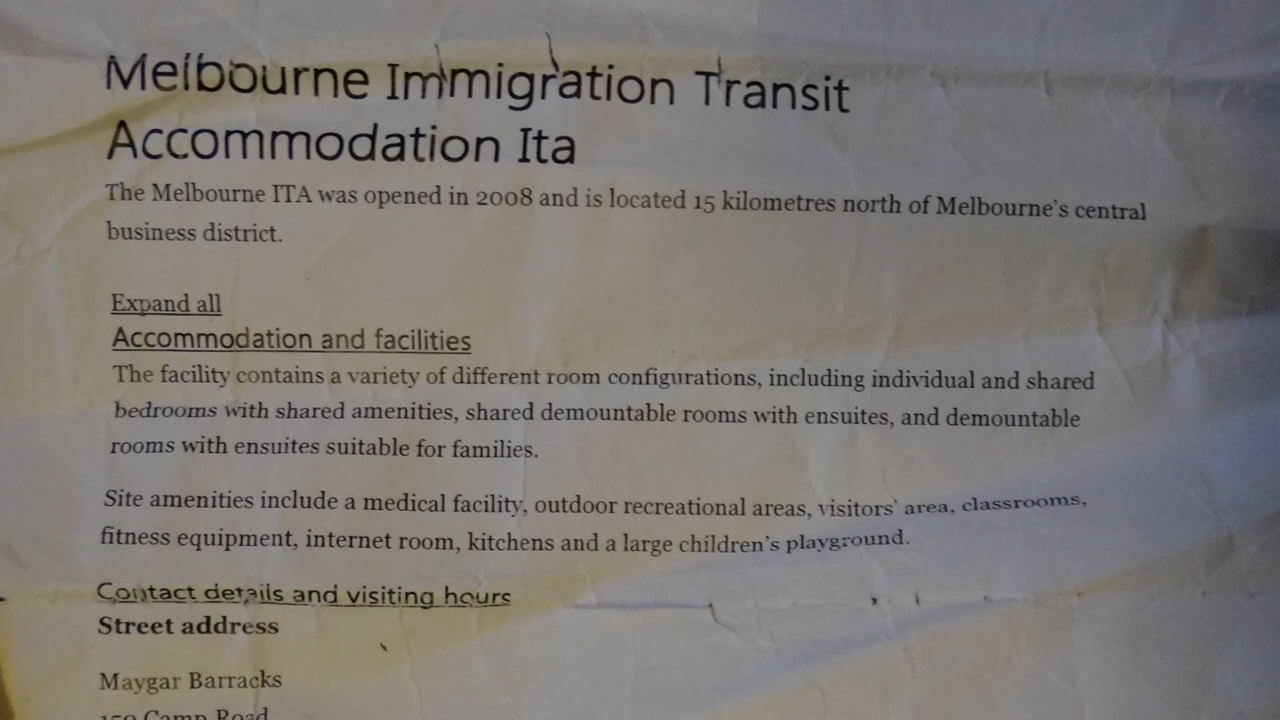 Melbourne Immigration Transit
Accommodation Ita
The Melbourne ITA was opened in 2008 and is located 15 kilometres north of Melbourne's central
business district.
Expand all
Accommodation and facilities
The facility contains a variety of different room configurations, including individual and shared
bedrooms with shared amenities, shared demountable rooms with ensuites, and demountable
rooms with ensuites suitable for families.
Site amenities include a medical facility, outdoor recreational areas, visitors' area, classrooms,
fitness equipment, internet room, kitchens and a large children's playground.
Contact details and visiting hours
Street address
Maygar Barracks
Camp Road